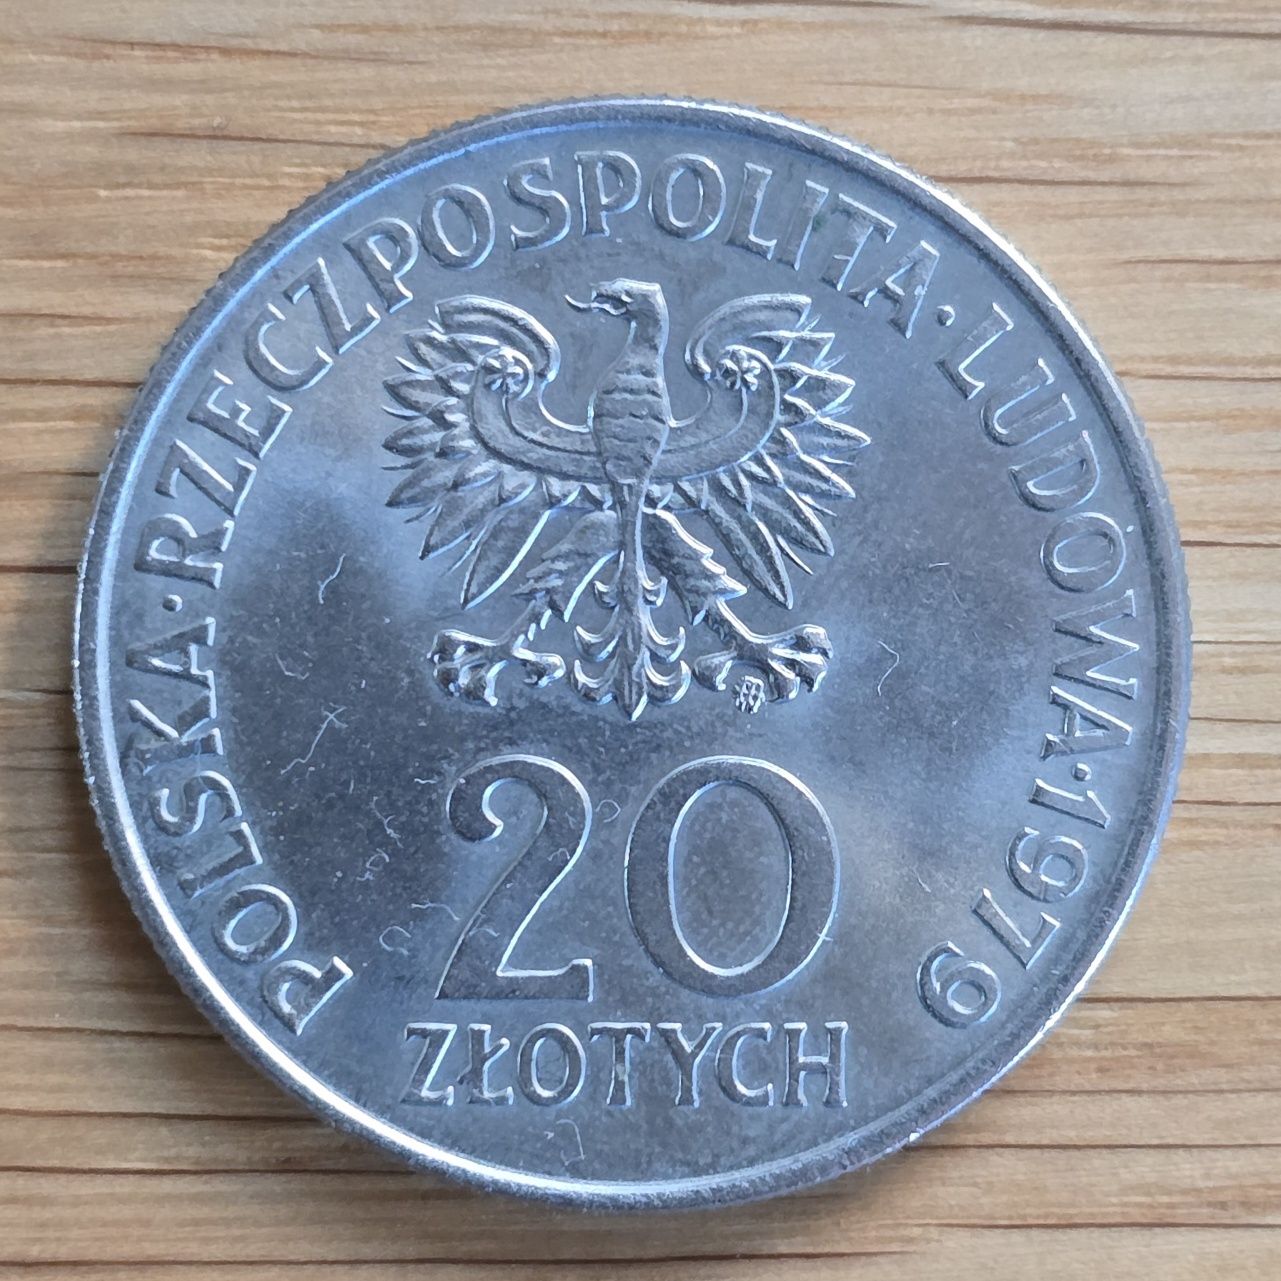 POLSKA·RZECZPOSPOLITA·LUDOWA·1979
20
ZŁOTYCH